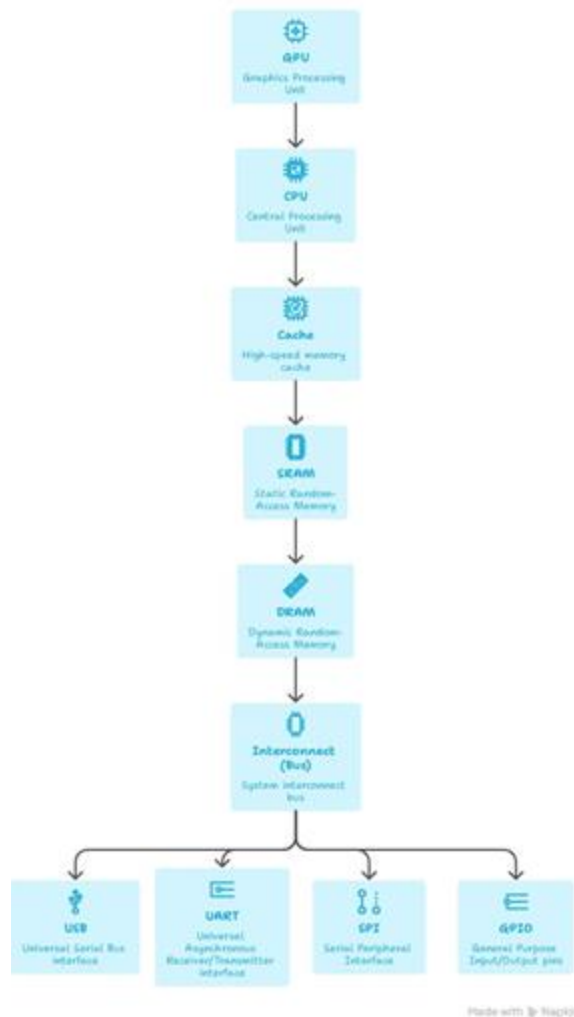 GPU
Graphics Processing
Unit
CPU
Central Processing
Unit
Cache
High-speed memory
cache
SRAM
Static Random-
Access Memory
DRAM
Dynamic Random-
Access Memory
Interconnect
(Bus)
System interconnect
bus
USB
Universal Serial Bus
interface
UART
Universal
Asynchronous
Receiver/Transmitter
interface
SPI
Serial Peripheral
Interface
GPIO
General Purpose
Input/Output pins
Made with Napkin